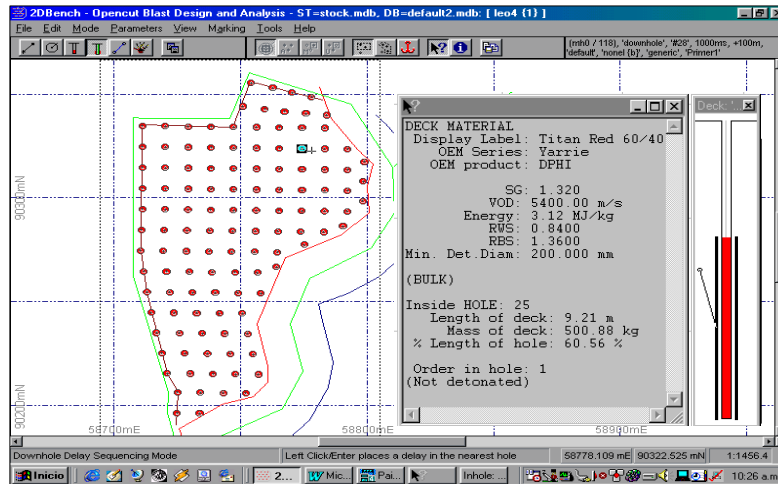 2DBench - Opencut Blast Design and Analysis - ST=stock.mdb, DB=default2.mdb: [ leo4 {1} ]
File Edit Mode Parameters View Marking Tools Help
(mh0 / 118), 'downhole', '#28', 1000ms, +100m,
'default', 'nonel {b}', 'generic', 'Primer1'
Deck: '...
DECK MATERIAL
Display Label: Titan Red 60/40
OEM Series: Yarrie
OEM product: DPHI
SG: 1.320
VOD: 5400.00 m/s
Energy: 3.12 MJ/kg
RWS: 0.8400
RBS: 1.3600
Min. Det.Diam: 200.000 mm
(BULK)
Inside HOLE: 25
Length of deck: 9.21 m
Mass of deck: 500.88 kg
% Length of hole: 60.56 %
Order in hole: 1
(Not detonated)
90300mN
90200mN
58700mE
58800mE
58900mE
Downhole Delay Sequencing Mode
Left Click/Enter places a delay in the nearest hole
58778.109 mE
90322.525 mN
1:1456.4
Inicio
2...
Mic...
Pai...
Inhole: ...
10:26 a.m.